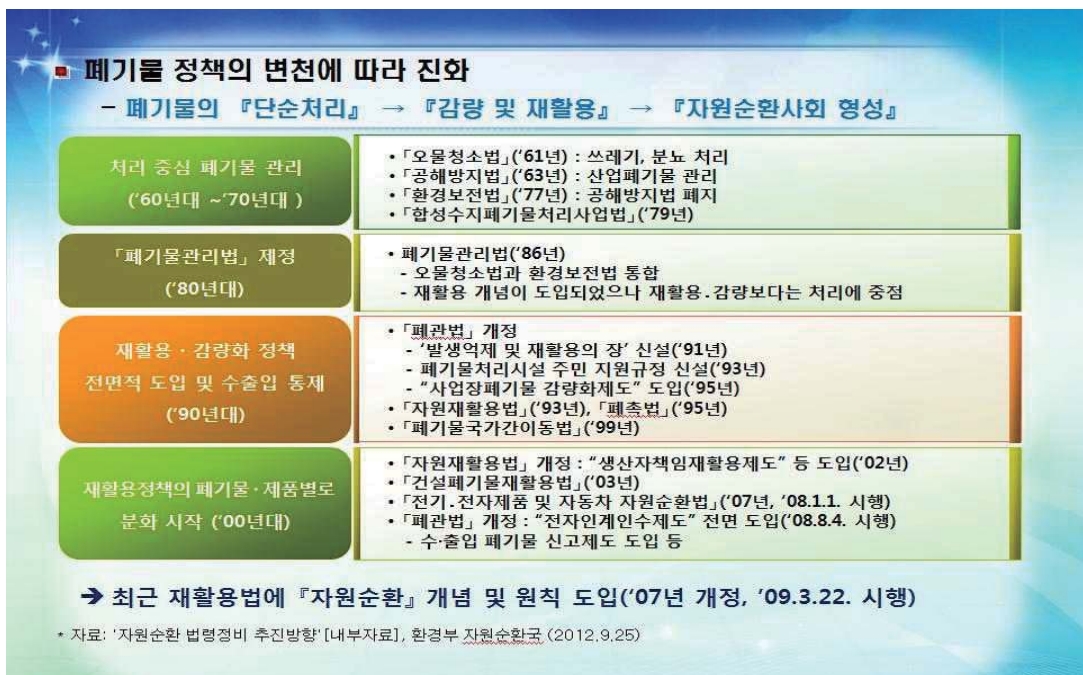 폐기물 정책의 변천에 따라 진화
– 폐기물의 『단순처리』 → 『감량 및 재활용』 → 『자원순환사회 형성』
처리 중심 폐기물 관리
('60년대 ~'70년대 )
•「오물청소법」('61년) : 쓰레기, 분뇨 처리
•「공해방지법」('63년) : 산업폐기물 관리
•「환경보전법」('77년) : 공해방지법 폐지
•「합성수지폐기물처리사업법」('79년)
「폐기물관리법」 제정
('80년대)
• 폐기물관리법('86년)
- 오물청소법과 환경보전법 통합
- 재활용 개념이 도입되었으나 재활용.감량보다는 처리에 중점
재활용 · 감량화 정책
전면적 도입 및 수출입 통제
('90년대)
•「폐관법」 개정
- '발생억제 및 재활용의 장' 신설('91년)
- 폐기물처리시설 주민 지원규정 신설('93년)
- "사업장폐기물 감량화제도" 도입('95년)
•「자원재활용법」('93년), 「폐촉법」('95년)
•「폐기물국가간이동법」('99년)
재활용정책의 폐기물·제품별로
분화 시작 ('00년대)
•「자원재활용법」 개정 : "생산자책임재활용제도" 등 도입('02년)
•「건설폐기물재활용법」('03년)
•「전기.전자제품 및 자동차 자원순환법」('07년, '08.1.1. 시행)
•「폐관법」 개정 : "전자인계인수제도" 전면 도입('08.8.4. 시행)
- 수·출입 폐기물 신고제도 도입 등
➔ 최근 재활용법에 『자원순환』 개념 및 원칙 도입('07년 개정, '09.3.22. 시행)
* 자료: '자원순환 법령정비 추진방향' [내부자료], 환경부 자원순환국 (2012.9.25)